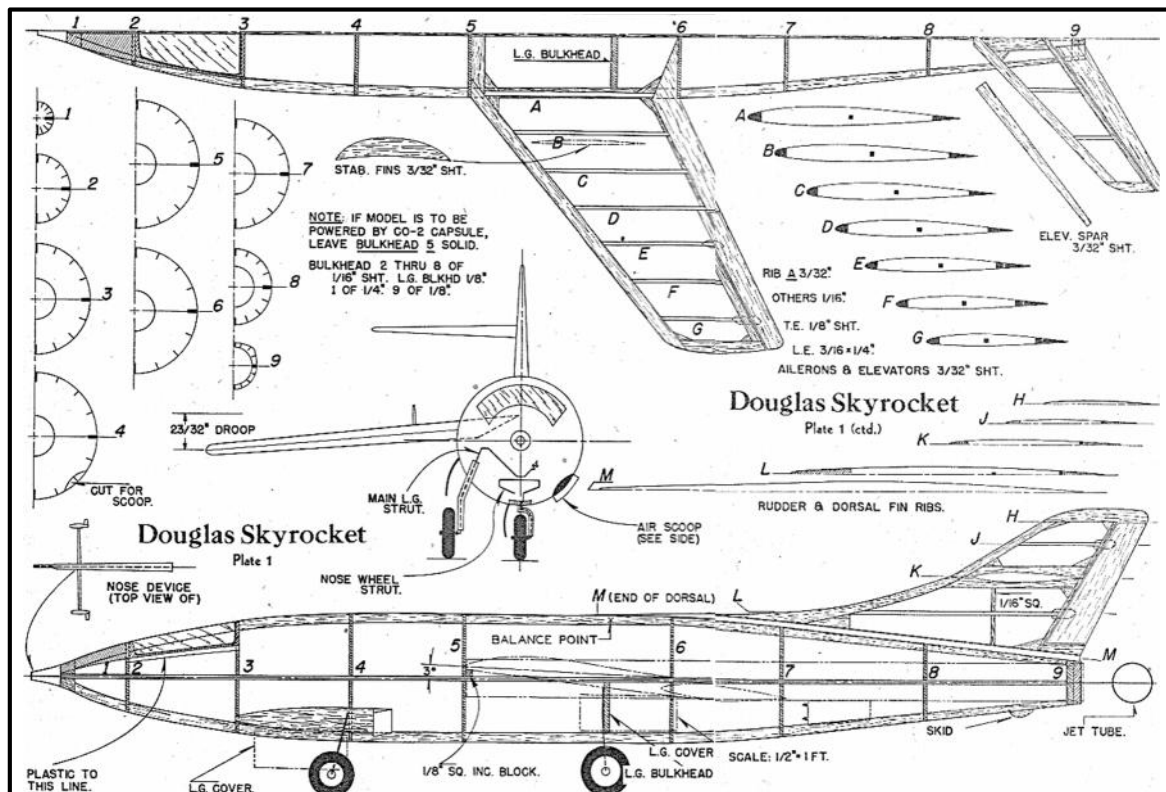 1 2 3 4 5 6 7 8 9
L.G. BULKHEAD
A
B
C
D
E
F
G
1
2
3
4
5
6
7
8
9
CUT FOR
SCOOP.
STAB. FINS 3/32" SHT.
NOTE: IF MODEL IS TO BE
POWERED BY CO-2 CAPSULE,
LEAVE BULKHEAD 5 SOLID.
BULKHEAD 2 THRU 8 OF
1/16" SHT. L.G. BLKHD 1/8."
1 OF 1/4." 9 OF 1/8."
A
B
C
D
E
F
G
ELEV. SPAR
3/32" SHT.
RIB A 3/32."
OTHERS 1/16."
T.E. 1/8" SHT.
L.E. 3/16 × 1/4."
AILERONS & ELEVATORS 3/32" SHT.
23/32" DROOP
MAIN L.G.
STRUT.
NOSE WHEEL
STRUT.
AIR SCOOP
(SEE SIDE)
Douglas Skyrocket
Plate 1 (ctd.)
H
J
K
L
M
RUDDER & DORSAL FIN RIBS.
Douglas Skyrocket
Plate 1
NOSE DEVICE
(TOP VIEW OF)
M (END OF DORSAL)
L
K
J
H
1/16" SQ.
BALANCE POINT
M
1 2 3 4 5 6 7 8 9
3°
PLASTIC TO
THIS LINE.
L.G. COVER.
1/8" SQ. INC. BLOCK.
L.G. COVER
L.G. BULKHEAD
SCALE: 1/2" = 1 FT.
SKID
JET TUBE.